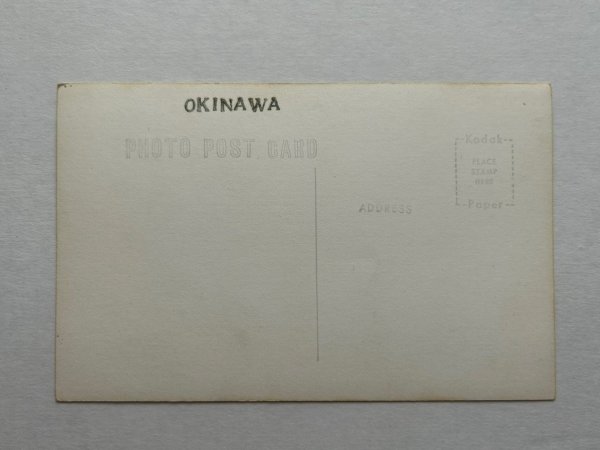 OKINAWA
PHOTO POST CARD
Kodak
PLACE
STAMP
HERE
Paper
ADDRESS